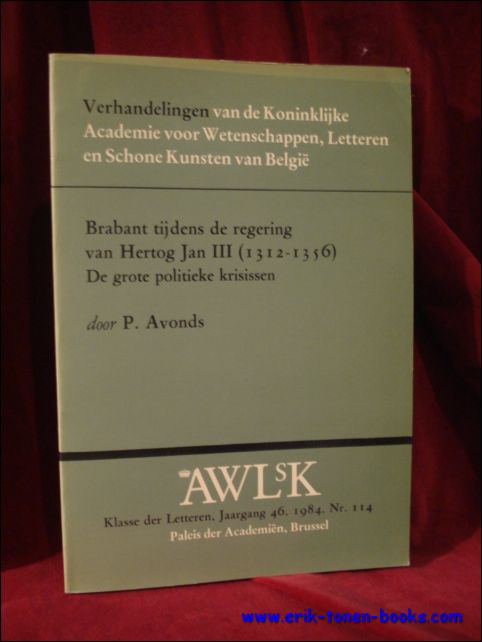 Verhandelingen van de Koninklijke
Academie voor Wetenschappen, Letteren
en Schone Kunsten van België
Brabant tijdens de regering
van Hertog Jan III (1312-1356)
De grote politieke krisissen
door P. Avonds
AWLSK
Klasse der Letteren, Jaargang 46, 1984, Nr. 114
Paleis der Academiën, Brussel
www.erik-tonen-books.com